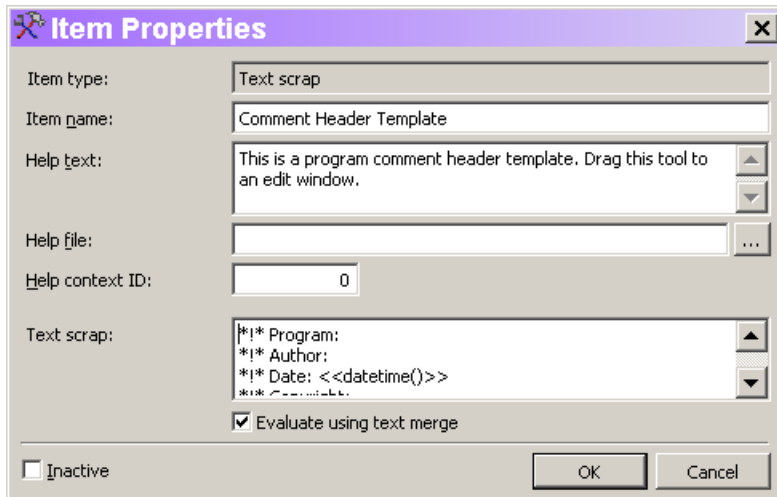 Item Properties
Item type: Text scrap
Item name: Comment Header Template
Help text: This is a program comment header template. Drag this tool to
an edit window.
Help file: ...
Help context ID: 0
Text scrap: *!* Program:
*!* Author:
*!* Date: <<datetime()>>
*!* Copyright:
Evaluate using text merge
Inactive OK Cancel